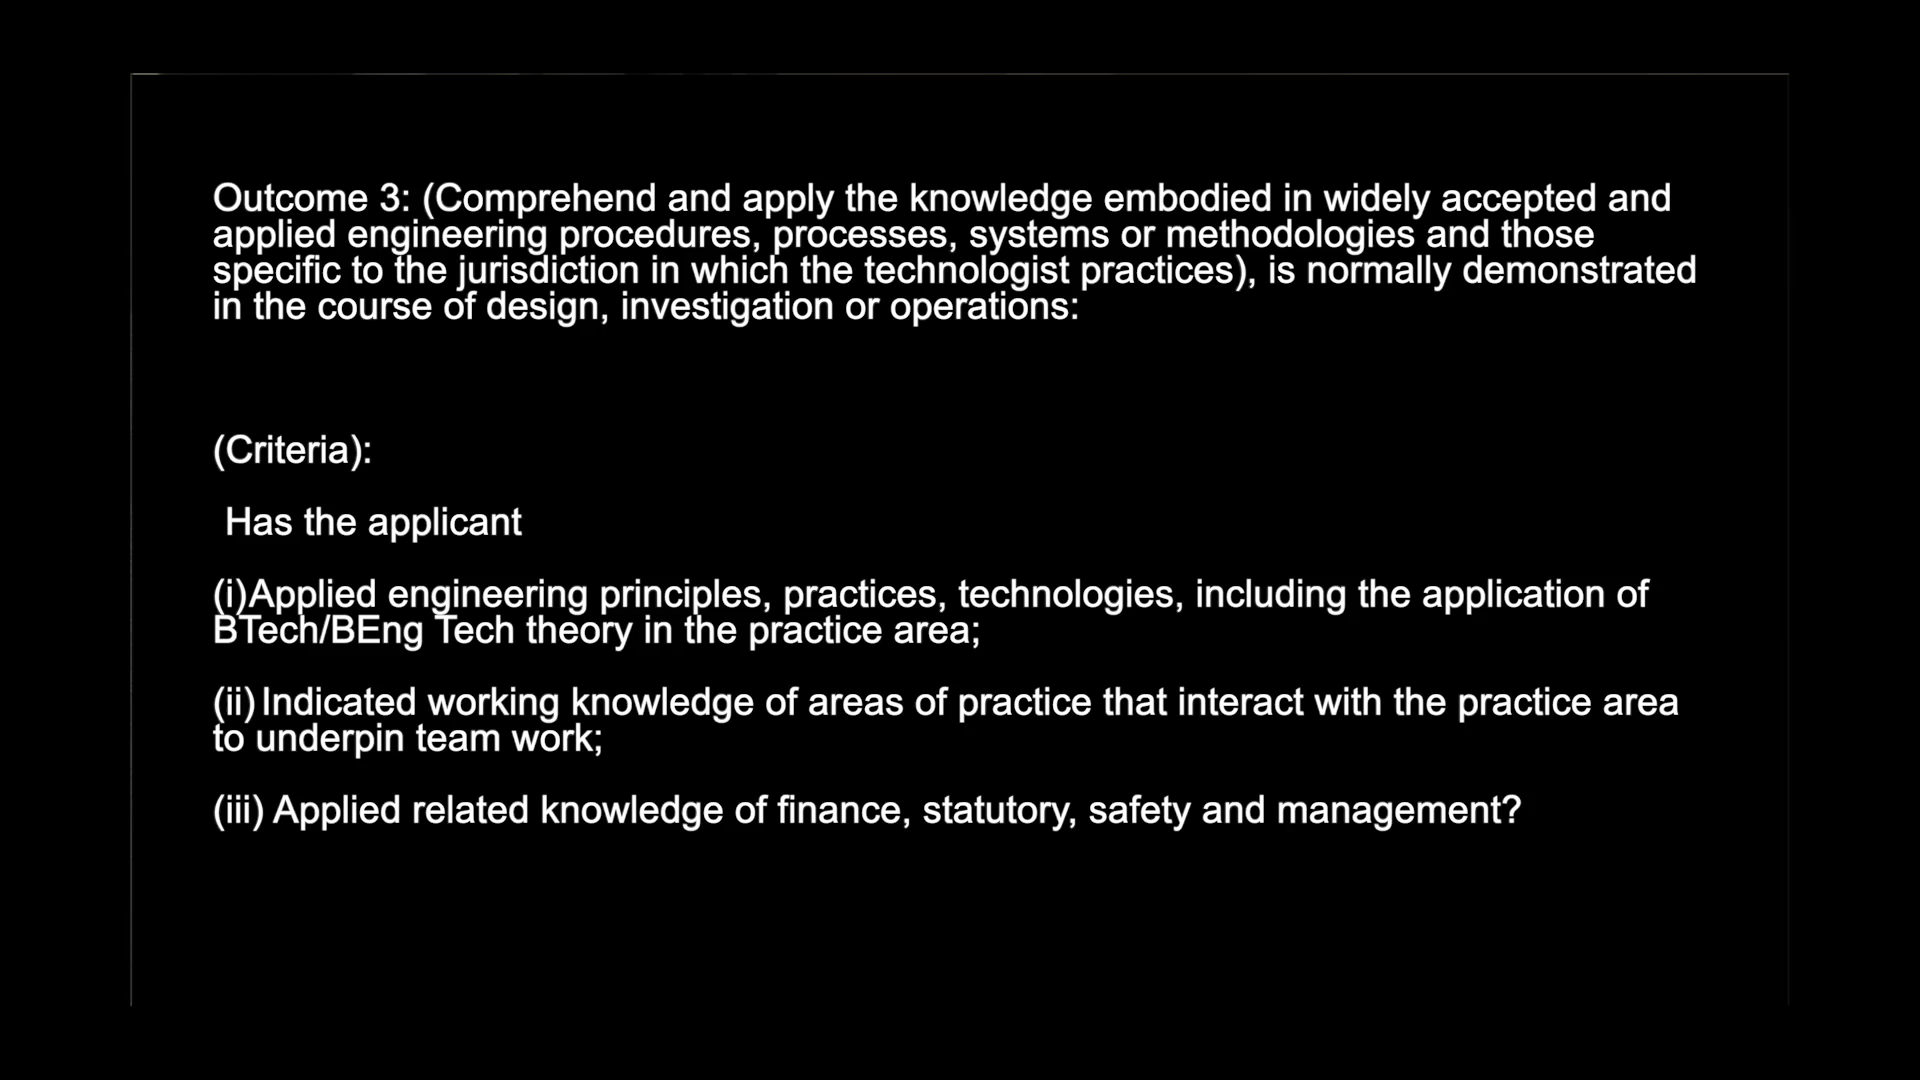 Outcome 3: (Comprehend and apply the knowledge embodied in widely accepted and
applied engineering procedures, processes, systems or methodologies and those
specific to the jurisdiction in which the technologist practices), is normally demonstrated
in the course of design, investigation or operations:
(Criteria):
Has the applicant
(i)Applied engineering principles, practices, technologies, including the application of
BTech/BEng Tech theory in the practice area;
(ii) Indicated working knowledge of areas of practice that interact with the practice area
to underpin team work;
(iii) Applied related knowledge of finance, statutory, safety and management?